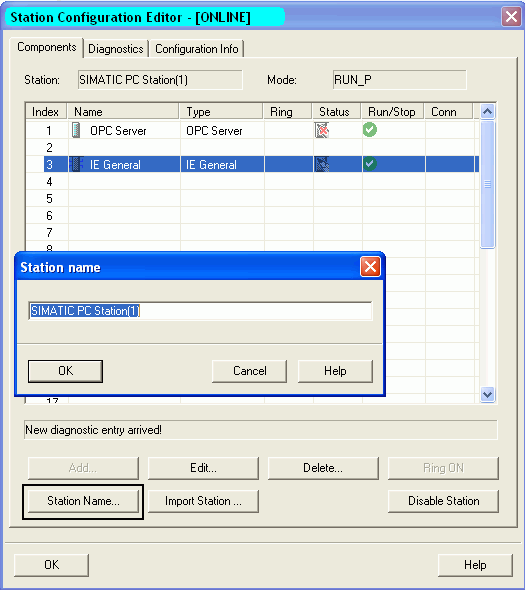 Station Configuration Editor - [ONLINE]
Components Diagnostics Configuration Info
Station: SIMATIC PC Station(1) Mode: RUN_P
Index Name Type Ring Status Run/Stop Conn
1 OPC Server OPC Server
2
3 IE General IE General
4
5
6
7
8
Station name
SIMATIC PC Station(1)
OK Cancel Help
17
New diagnostic entry arrived!
Add... Edit... Delete... Ring ON
Station Name... Import Station ... Disable Station
OK Help